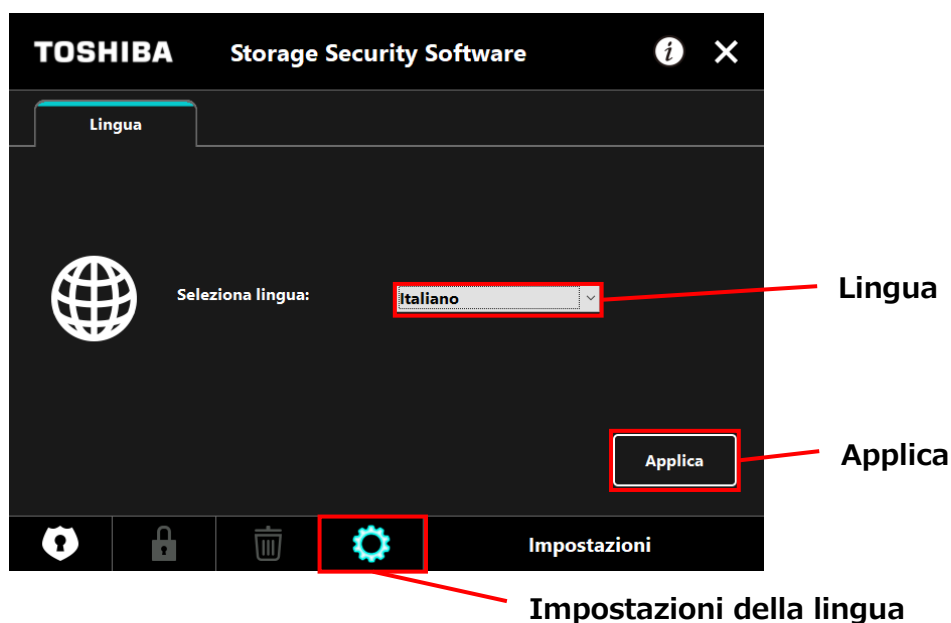 TOSHIBA Storage Security Software
Lingua
Seleziona lingua: Italiano
Lingua
Applica
Applica
Impostazioni
Impostazioni della lingua